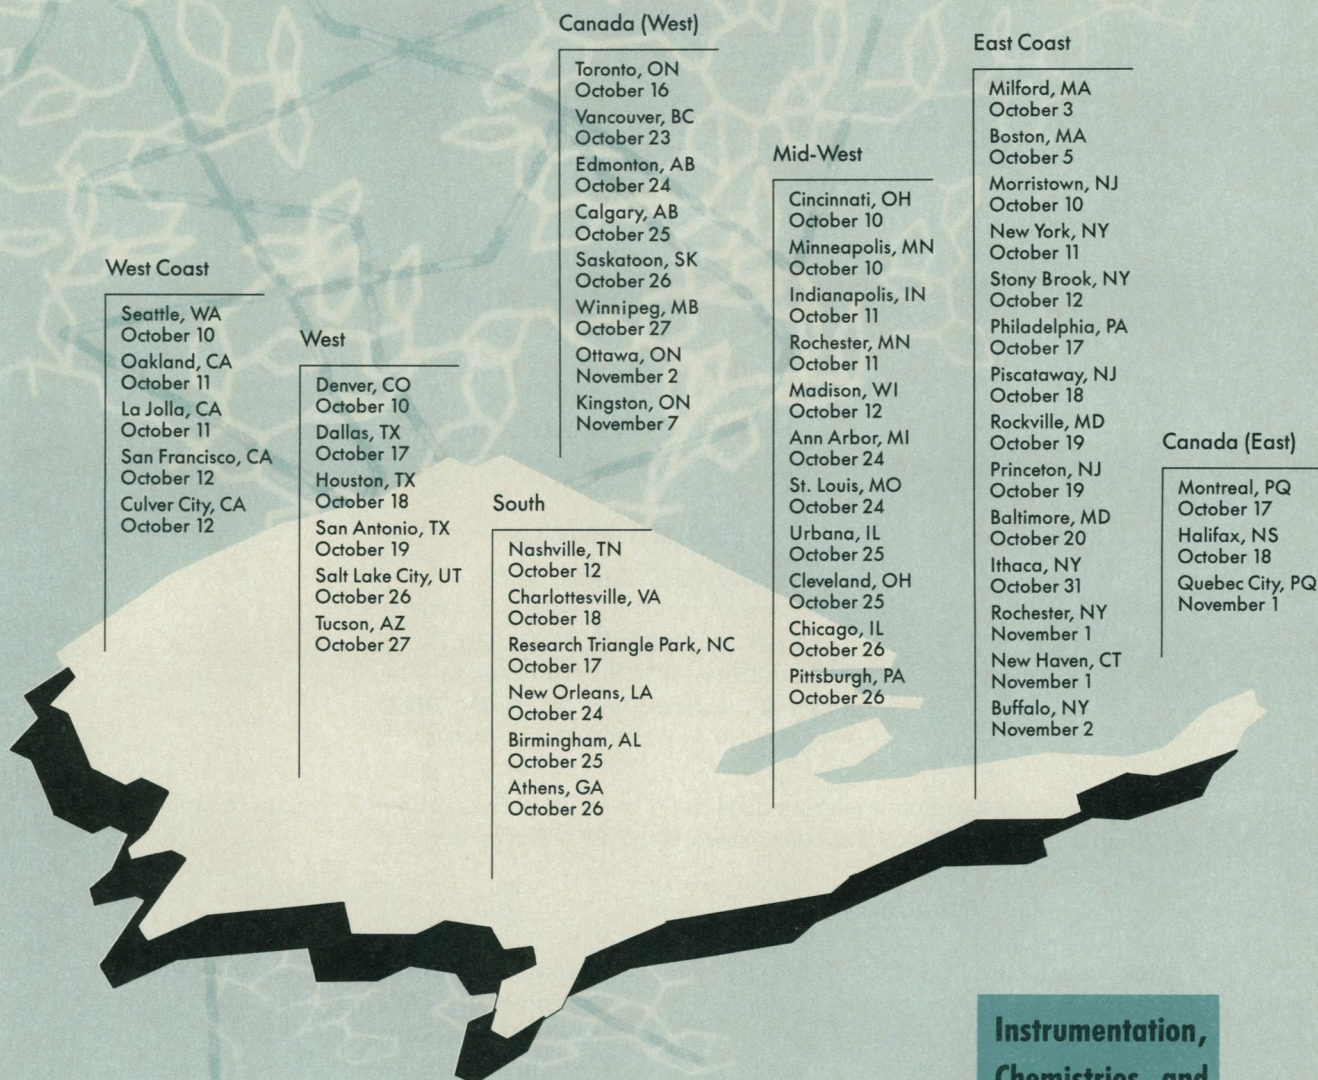 Canada (West)
Toronto, ON
October 16
Vancouver, BC
October 23
Edmonton, AB
October 24
Calgary, AB
October 25
Saskatoon, SK
October 26
Winnipeg, MB
October 27
Ottawa, ON
November 2
Kingston, ON
November 7
East Coast
Milford, MA
October 3
Boston, MA
October 5
Morristown, NJ
October 10
New York, NY
October 11
Stony Brook, NY
October 12
Philadelphia, PA
October 17
Piscataway, NJ
October 18
Rockville, MD
October 19
Princeton, NJ
October 19
Baltimore, MD
October 20
Ithaca, NY
October 31
Rochester, NY
November 1
New Haven, CT
November 1
Buffalo, NY
November 2
Mid-West
Cincinnati, OH
October 10
Minneapolis, MN
October 10
Indianapolis, IN
October 11
Rochester, MN
October 11
Madison, WI
October 12
Ann Arbor, MI
October 24
St. Louis, MO
October 24
Urbana, IL
October 25
Cleveland, OH
October 25
Chicago, IL
October 26
Pittsburgh, PA
October 26
West Coast
Seattle, WA
October 10
Oakland, CA
October 11
La Jolla, CA
October 11
San Francisco, CA
October 12
Culver City, CA
October 12
West
Denver, CO
October 10
Dallas, TX
October 17
Houston, TX
October 18
San Antonio, TX
October 19
Salt Lake City, UT
October 26
Tucson, AZ
October 27
Canada (East)
Montreal, PQ
October 17
Halifax, NS
October 18
Quebec City, PQ
November 1
South
Nashville, TN
October 12
Charlottesville, VA
October 18
Research Triangle Park, NC
October 17
New Orleans, LA
October 24
Birmingham, AL
October 25
Athens, GA
October 26
Instrumentation,
Chemistries, and